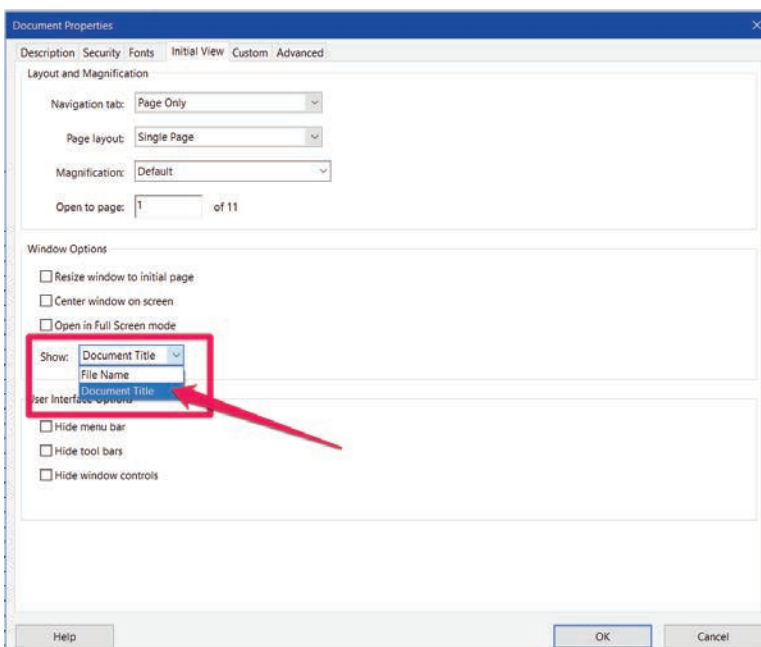 Document Properties
Description Security Fonts Initial View Custom Advanced
Layout and Magnification
Navigation tab: Page Only
Page layout: Single Page
Magnification: Default
Open to page: 1 of 11
Window Options
Resize window to initial page
Center window on screen
Open in Full Screen mode
Show: Document Title
File Name
Document Title
User Interface Options
Hide menu bar
Hide tool bars
Hide window controls
Help OK Cancel